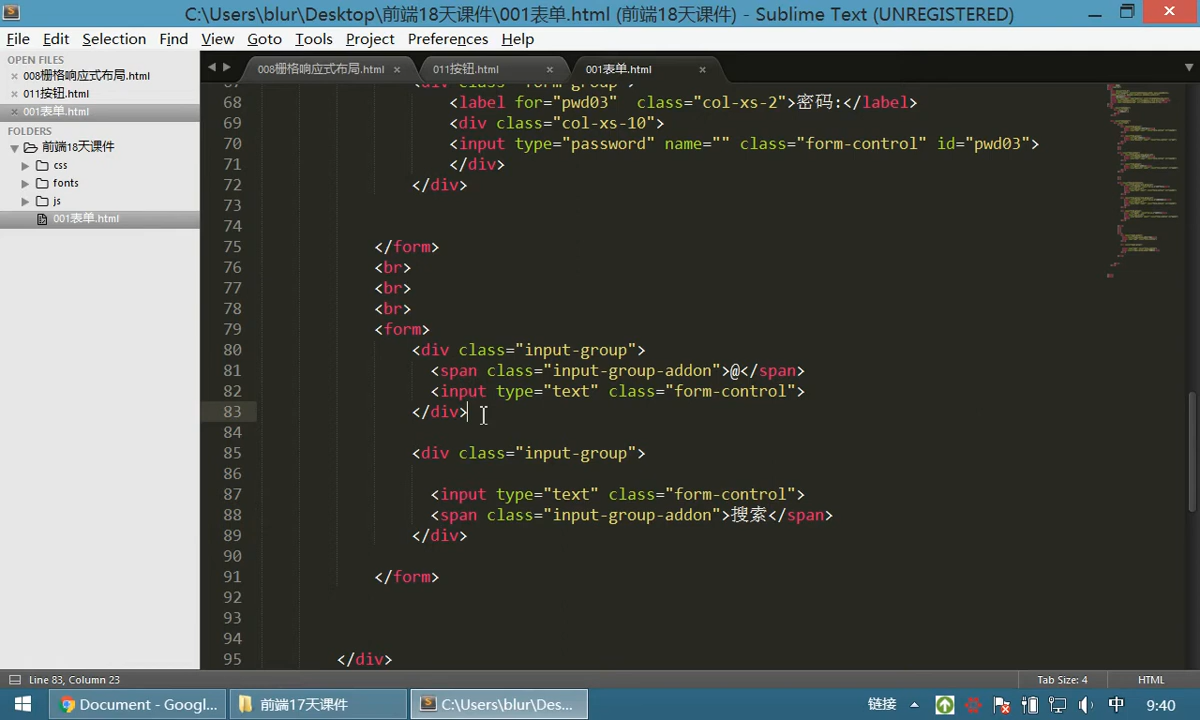 C:\Users\blur\Desktop\前端18天课件\001表单.html (前端18天课件) - Sublime Text (UNREGISTERED)
File Edit Selection Find View Goto Tools Project Preferences Help
OPEN FILES
008栅格响应式布局.html
011按钮.html
001表单.html
FOLDERS
前端18天课件
css
fonts
js
001表单.html
008栅格响应式布局.html
011按钮.html
001表单.html
67 <div class="form-group">
68 <label for="pwd03"  class="col-xs-2">密码:</label>
69 <div class="col-xs-10">
70 <input type="password" name="" class="form-control" id="pwd03">
71 </div>
72 </div>
73
74
75 </form>
76 <br>
77 <br>
78 <br>
79 <form>
80 <div class="input-group">
81 <span class="input-group-addon">@</span>
82 <input type="text" class="form-control">
83 </div>
84
85 <div class="input-group">
86
87 <input type="text" class="form-control">
88 <span class="input-group-addon">搜索</span>
89 </div>
90
91 </form>
92
93
94
95 </div>
Line 83, Column 23
Tab Size: 4
HTML
Document - Googl...
前端17天课件
C:\Users\blur\Des...
链接
中
9:40